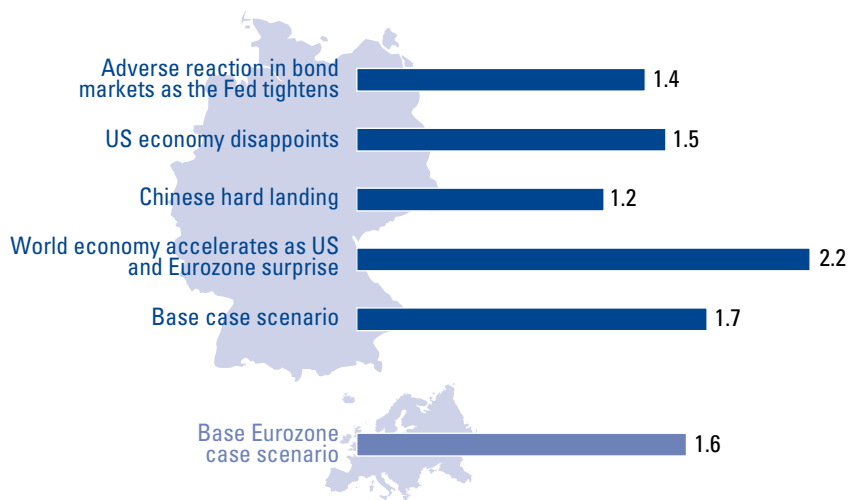 Adverse reaction in bond
markets as the Fed tightens
1.4
US economy disappoints
1.5
Chinese hard landing
1.2
World economy accelerates as US
and Eurozone surprise
2.2
Base case scenario
1.7
Base Eurozone
case scenario
1.6